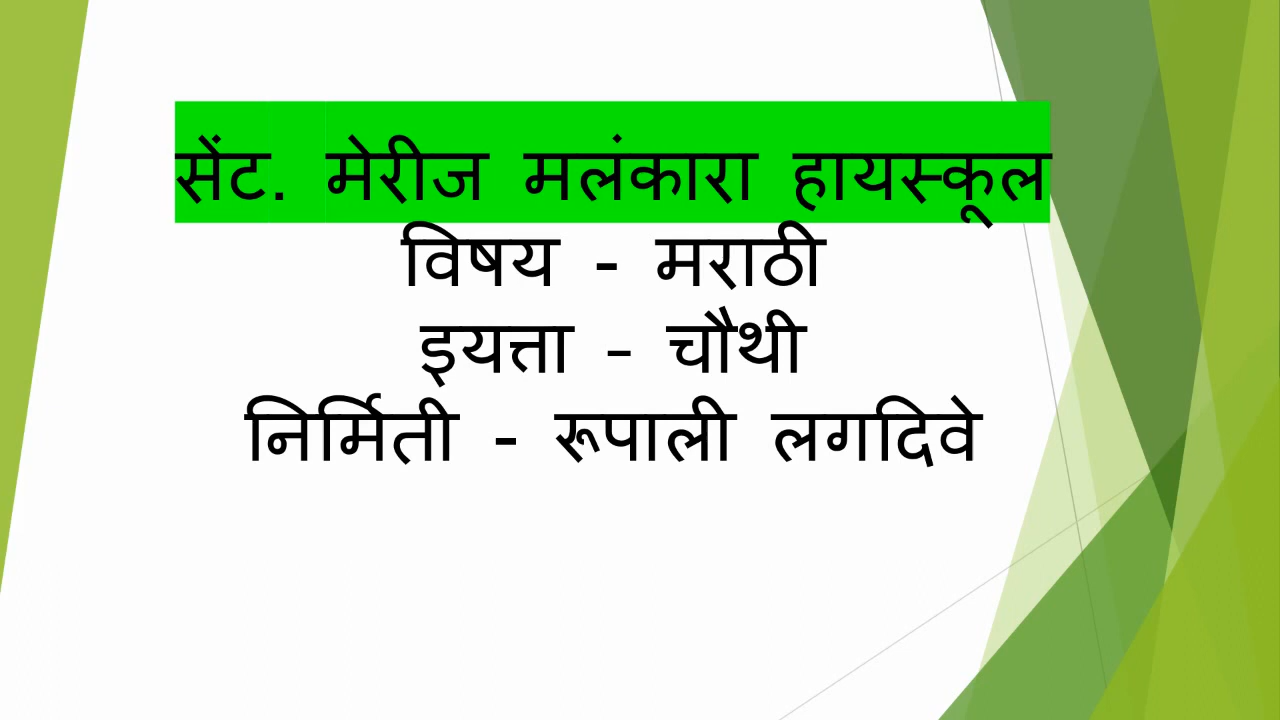 सेंट. मेरीज मलंकारा हायस्कूल
विषय - मराठी
इयत्ता - चौथी
निर्मिती - रूपाली लगदिवे